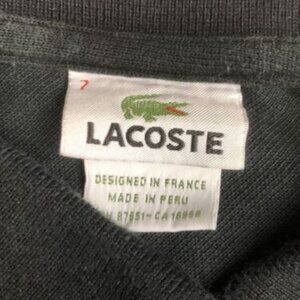 7
LACOSTE
DESIGNED IN FRANCE
MADE IN PERU